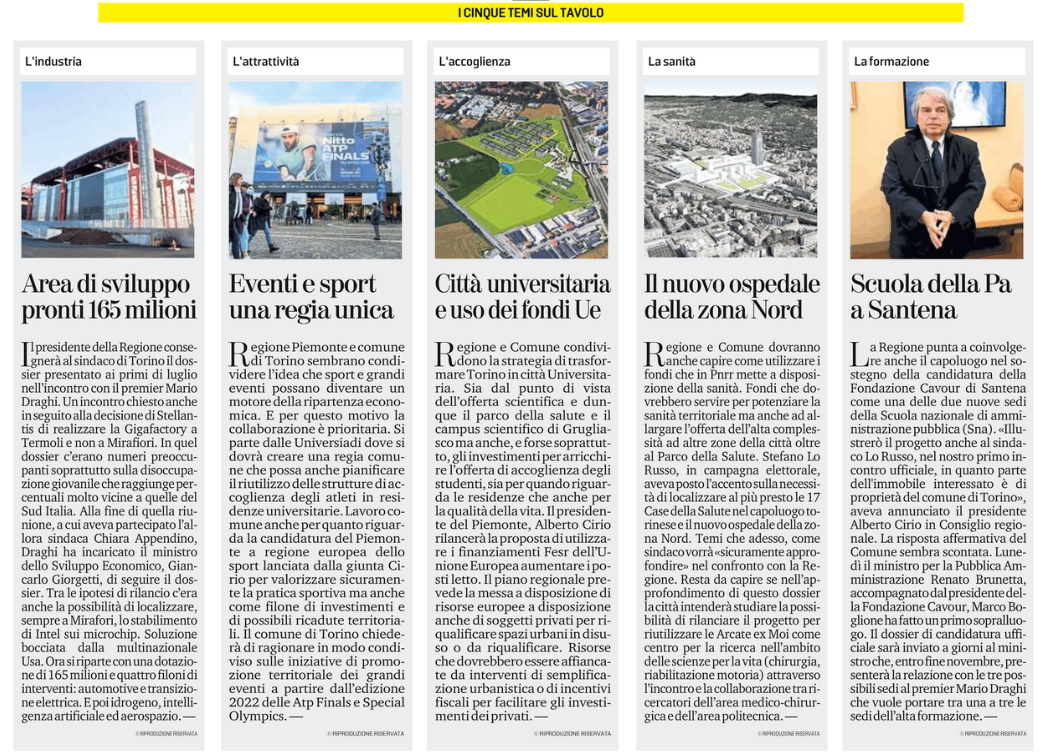 I CINQUE TEMI SUL TAVOLO
L'industria
Area di sviluppo
pronti 165 milioni
Il presidente della Regione conse-
gnerà al sindaco di Torino il dos-
sier presentato ai primi di luglio
nell'incontro con il premier Mario
Draghi. Un incontro chiesto anche
in seguito alla decisione di Stellan-
tis di realizzare la Gigafactory a
Termoli e non a Mirafiori. In quel
dossier c'erano numeri preoccu-
panti soprattutto sulla disoccupa-
zione giovanile che raggiunge per-
centuali molto vicine a quelle del
Sud Italia. Alla fine di quella riu-
nione, a cui aveva partecipato l'al-
lora sindaca Chiara Appendino,
Draghi ha incaricato il ministro
dello Sviluppo Economico, Gian-
carlo Giorgetti, di seguire il dos-
sier. Tra le ipotesi di rilancio c'era
anche la possibilità di localizzare,
sempre a Mirafori, lo stabilimento
di Intel sui microchip. Soluzione
bocciata dalla multinazionale
Usa. Ora si riparte con una dotazio-
ne di 165 milioni e quattro filoni di
interventi: automotive e transizio-
ne elettrica. E poi idrogeno, intelli-
genza artificiale ed aerospazio. —
© RIPRODUZIONE RISERVATA
L'attrattività
Nitto
ATP
FINALS
Eventi e sport
una regia unica
Regione Piemonte e comune
di Torino sembrano condi-
videre l'idea che sport e grandi
eventi possano diventare un
motore della ripartenza econo-
mica. E per questo motivo la
collaborazione è prioritaria. Si
parte dalle Universiadi dove si
dovrà creare una regia comu-
ne che possa anche pianificare
il riutilizzo delle strutture di ac-
coglienza degli atleti in resi-
denze universitarie. Lavoro co-
mune anche per quanto riguar-
da la candidatura del Piemon-
te a regione europea dello
sport lanciata dalla giunta Ci-
rio per valorizzare sicuramen-
te la pratica sportiva ma anche
come filone di investimenti e
di possibili ricadute territoria-
li. Il comune di Torino chiede-
rà di ragionare in modo condi-
viso sulle iniziative di promo-
zione territoriale dei grandi
eventi a partire dall'edizione
2022 delle Atp Finals e Special
Olympics. —
© RIPRODUZIONE RISERVATA
L'accoglienza
Città universitaria
e uso dei fondi Ue
Regione e Comune condivi-
dono la strategia di trasfor-
mare Torino in città Universita-
ria. Sia dal punto di vista
dell'offerta scientifica e dun-
que il parco della salute e il
campus scientifico di Gruglia-
sco ma anche, e forse soprattut-
to, gli investimenti per arricchi-
re l'offerta di accoglienza degli
studenti, sia per quando riguar-
da le residenze che anche per
la qualità della vita. Il presiden-
te del Piemonte, Alberto Cirio
rilancerà la proposta di utilizza-
re i finanziamenti Fesr dell'U-
nione Europea aumentare i po-
sti letto. Il piano regionale pre-
vede la messa a disposizione di
risorse europee a disposizione
anche di soggetti privati per ri-
qualificare spazi urbani in disu-
so o da riqualificare. Risorse
che dovrebbero essere affianca-
te da interventi di semplifica-
zione urbanistica o di incentivi
fiscali per facilitare gli investi-
menti dei privati. —
© RIPRODUZIONE RISERVATA
La sanità
Il nuovo ospedale
della zona Nord
Regione e Comune dovranno
anche capire come utilizzare i
fondi che in Pnrr mette a disposi-
zione della sanità. Fondi che do-
vrebbero servire per potenziare la
sanità territoriale ma anche ad al-
largare l'offerta dell'alta comples-
sità ad altre zone della città oltre
al Parco della Salute. Stefano Lo
Russo, in campagna elettorale,
aveva posto l'accento sulla necessi-
tà di localizzare al più presto le 17
Case della Salute nel capoluogo to-
rinese e il nuovo ospedale della zo-
na Nord. Temi che adesso, come
sindaco vorrà «sicuramente appro-
fondire» nel confronto con la Re-
gione. Resta da capire se nell'ap-
profondimento di questo dossier
la città intenderà studiare la possi-
bilità di rilanciare il progetto per
riutilizzare le Arcate ex Moi come
centro per la ricerca nell'ambito
delle scienze per la vita (chirurgia,
riabilitazione motoria) attraverso
l'incontro e la collaborazione tra ri-
cercatori dell'area medico-chirur-
gica e dell'area politecnica. —
© RIPRODUZIONE RISERVATA
La formazione
Scuola della Pa
a Santena
La Regione punta a coinvolge-
re anche il capoluogo nel so-
stegno della candidatura della
Fondazione Cavour di Santena
come una delle due nuove sedi
della Scuola nazionale di ammi-
nistrazione pubblica (Sna). «Illu-
strerò il progetto anche al sinda-
co Lo Russo, nel nostro primo in-
contro ufficiale, in quanto parte
dell'immobile interessato è di
proprietà del comune di Torino»,
aveva annunciato il presidente
Alberto Cirio in Consiglio regio-
nale. La risposta affermativa del
Comune sembra scontata. Lune-
dì il ministro per la Pubblica Am-
ministrazione Renato Brunetta,
accompagnato dal presidente del-
la Fondazione Cavour, Marco Bo-
glione ha fatto un primo sopralluo-
go. Il dossier di candidatura uffi-
ciale sarà inviato a giorni al mini-
stro che, entro fine novembre, pre-
senterà la relazione con le tre pos-
sibili sedi al premier Mario Draghi
che vuole portare tra una a tre le
sedi dell'alta formazione. —
© RIPRODUZIONE RISERVATA